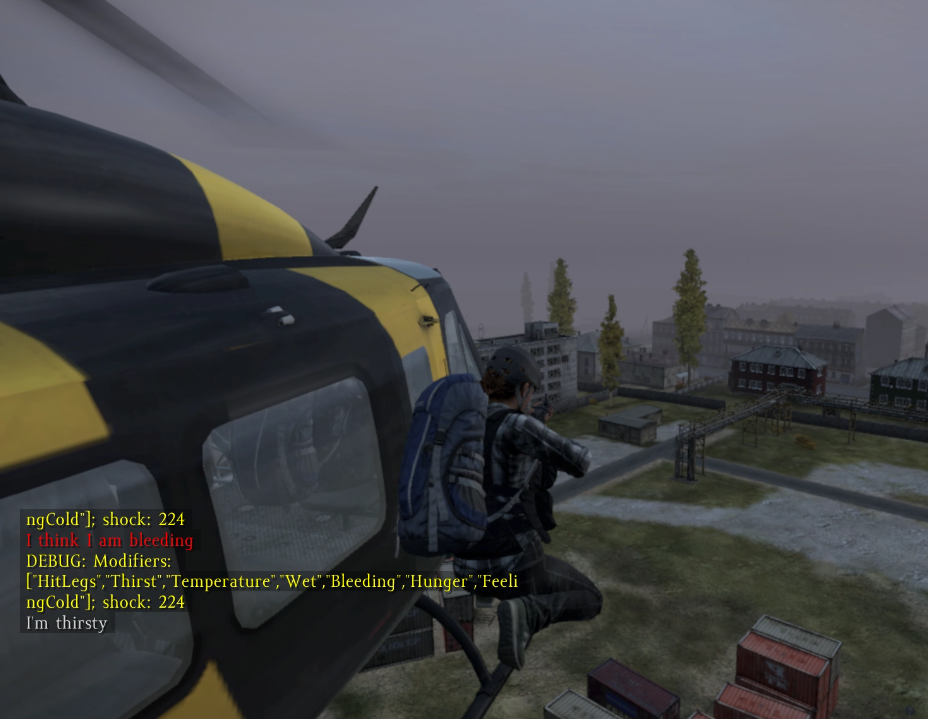 ngCold"]; shock: 224
I think I am bleeding
DEBUG: Modifiers:
["HitLegs","Thirst","Temperature","Wet","Bleeding","Hunger","Feeli
ngCold"]; shock: 224
I'm thirsty